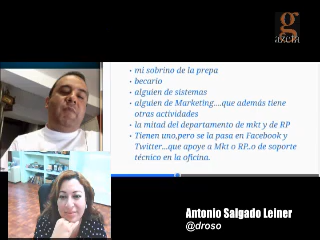 g
gazella
• mi sobrino de la prepa
• becario
• alguien de sistemas
• alguien de Marketing....que además tiene
otras actividades
• la mitad del departamento de mkt y de RP
• Tienen uno,pero se la pasa en Facebook y
Twitter...que apoye a Mkt o RP..o de soporte
técnico en la oficina.
Antonio Salgado Leiner
@droso